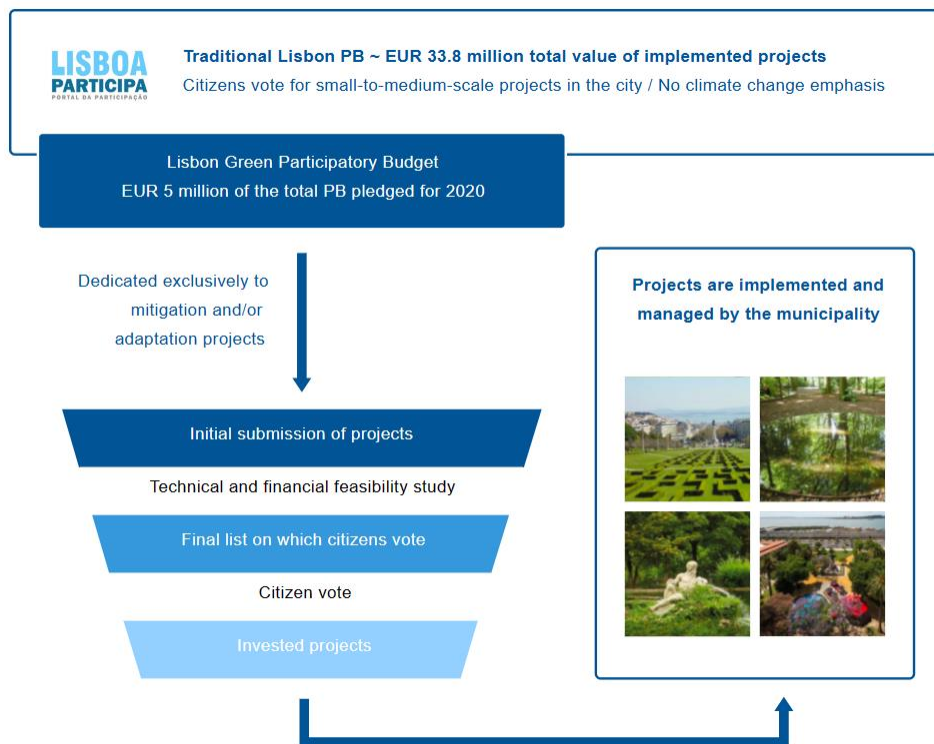 LISBOA
PARTICIPA
PORTAL DA PARTICIPAÇÃO
Traditional Lisbon PB ~ EUR 33.8 million total value of implemented projects
Citizens vote for small-to-medium-scale projects in the city / No climate change emphasis
Lisbon Green Participatory Budget
EUR 5 million of the total PB pledged for 2020
Dedicated exclusively to
mitigation and/or
adaptation projects
Initial submission of projects
Technical and financial feasibility study
Final list on which citizens vote
Citizen vote
Invested projects
Projects are implemented and
managed by the municipality